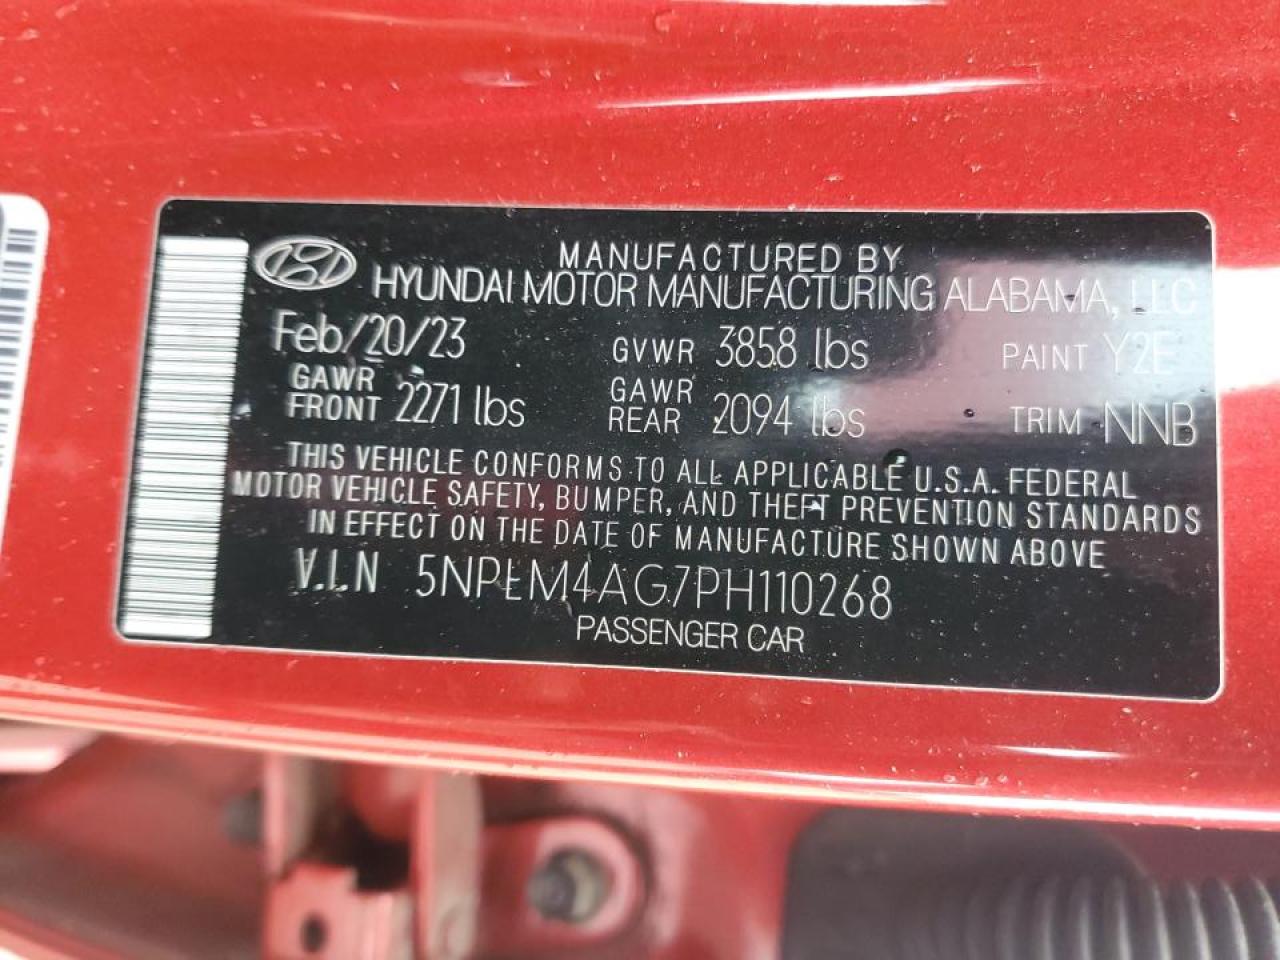 MANUFACTURED BY
HYUNDAI MOTOR MANUFACTURING ALABAMA, LLC
Feb/20/23 GVWR 3858 lbs PAINT Y2E
GAWR FRONT 2271 lbs GAWR REAR 2094 lbs TRIM NNB
THIS VEHICLE CONFORMS TO ALL APPLICABLE U.S.A. FEDERAL
MOTOR VEHICLE SAFETY, BUMPER, AND THEFT PREVENTION STANDARDS
IN EFFECT ON THE DATE OF MANUFACTURE SHOWN ABOVE
V.I.N 5NPLM4AG7PH110268
PASSENGER CAR